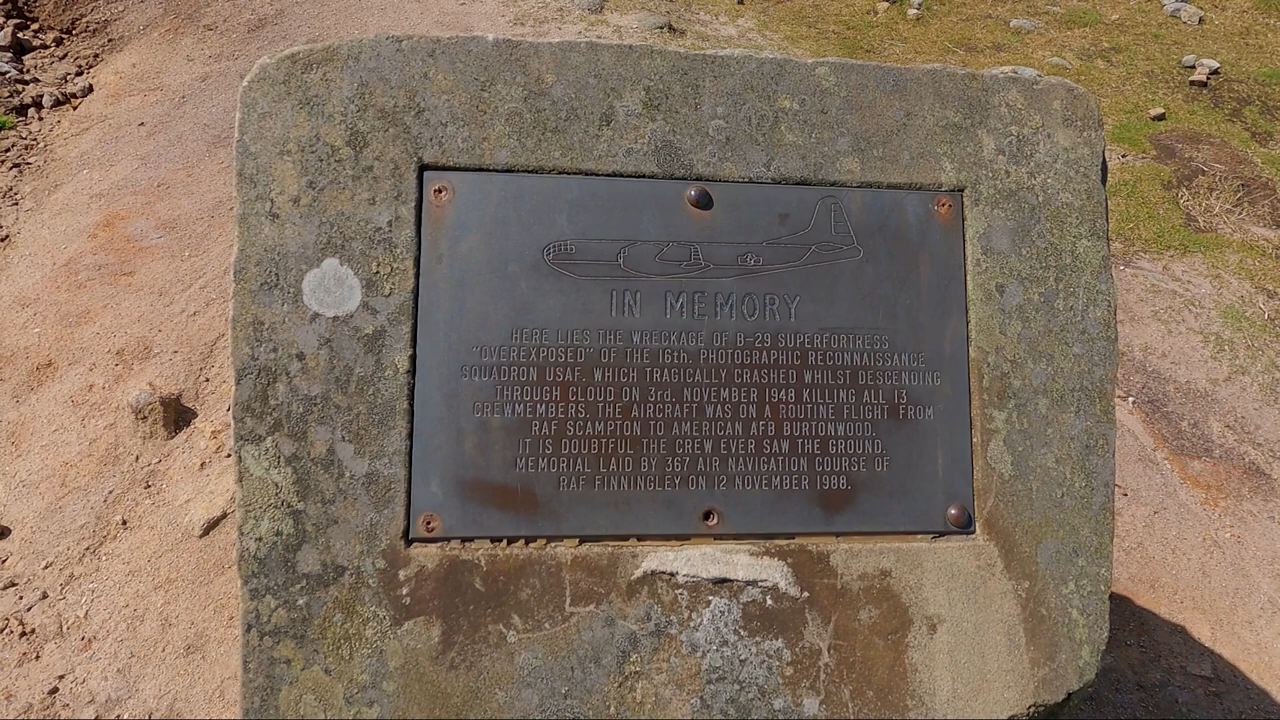 IN MEMORY
HERE LIES THE WRECKAGE OF B-29 SUPERFORTRESS
"OVEREXPOSED" OF THE 16th. PHOTOGRAPHIC RECONNAISSANCE
SQUADRON USAF. WHICH TRAGICALLY CRASHED WHILST DESCENDING
THROUGH CLOUD ON 3rd. NOVEMBER 1948 KILLING ALL 13
CREWMEMBERS. THE AIRCRAFT WAS ON A ROUTINE FLIGHT FROM
RAF SCAMPTON TO AMERICAN AFB BURTONWOOD.
IT IS DOUBTFUL THE CREW EVER SAW THE GROUND.
MEMORIAL LAID BY 367 AIR NAVIGATION COURSE OF
RAF FINNINGLEY ON 12 NOVEMBER 1988.